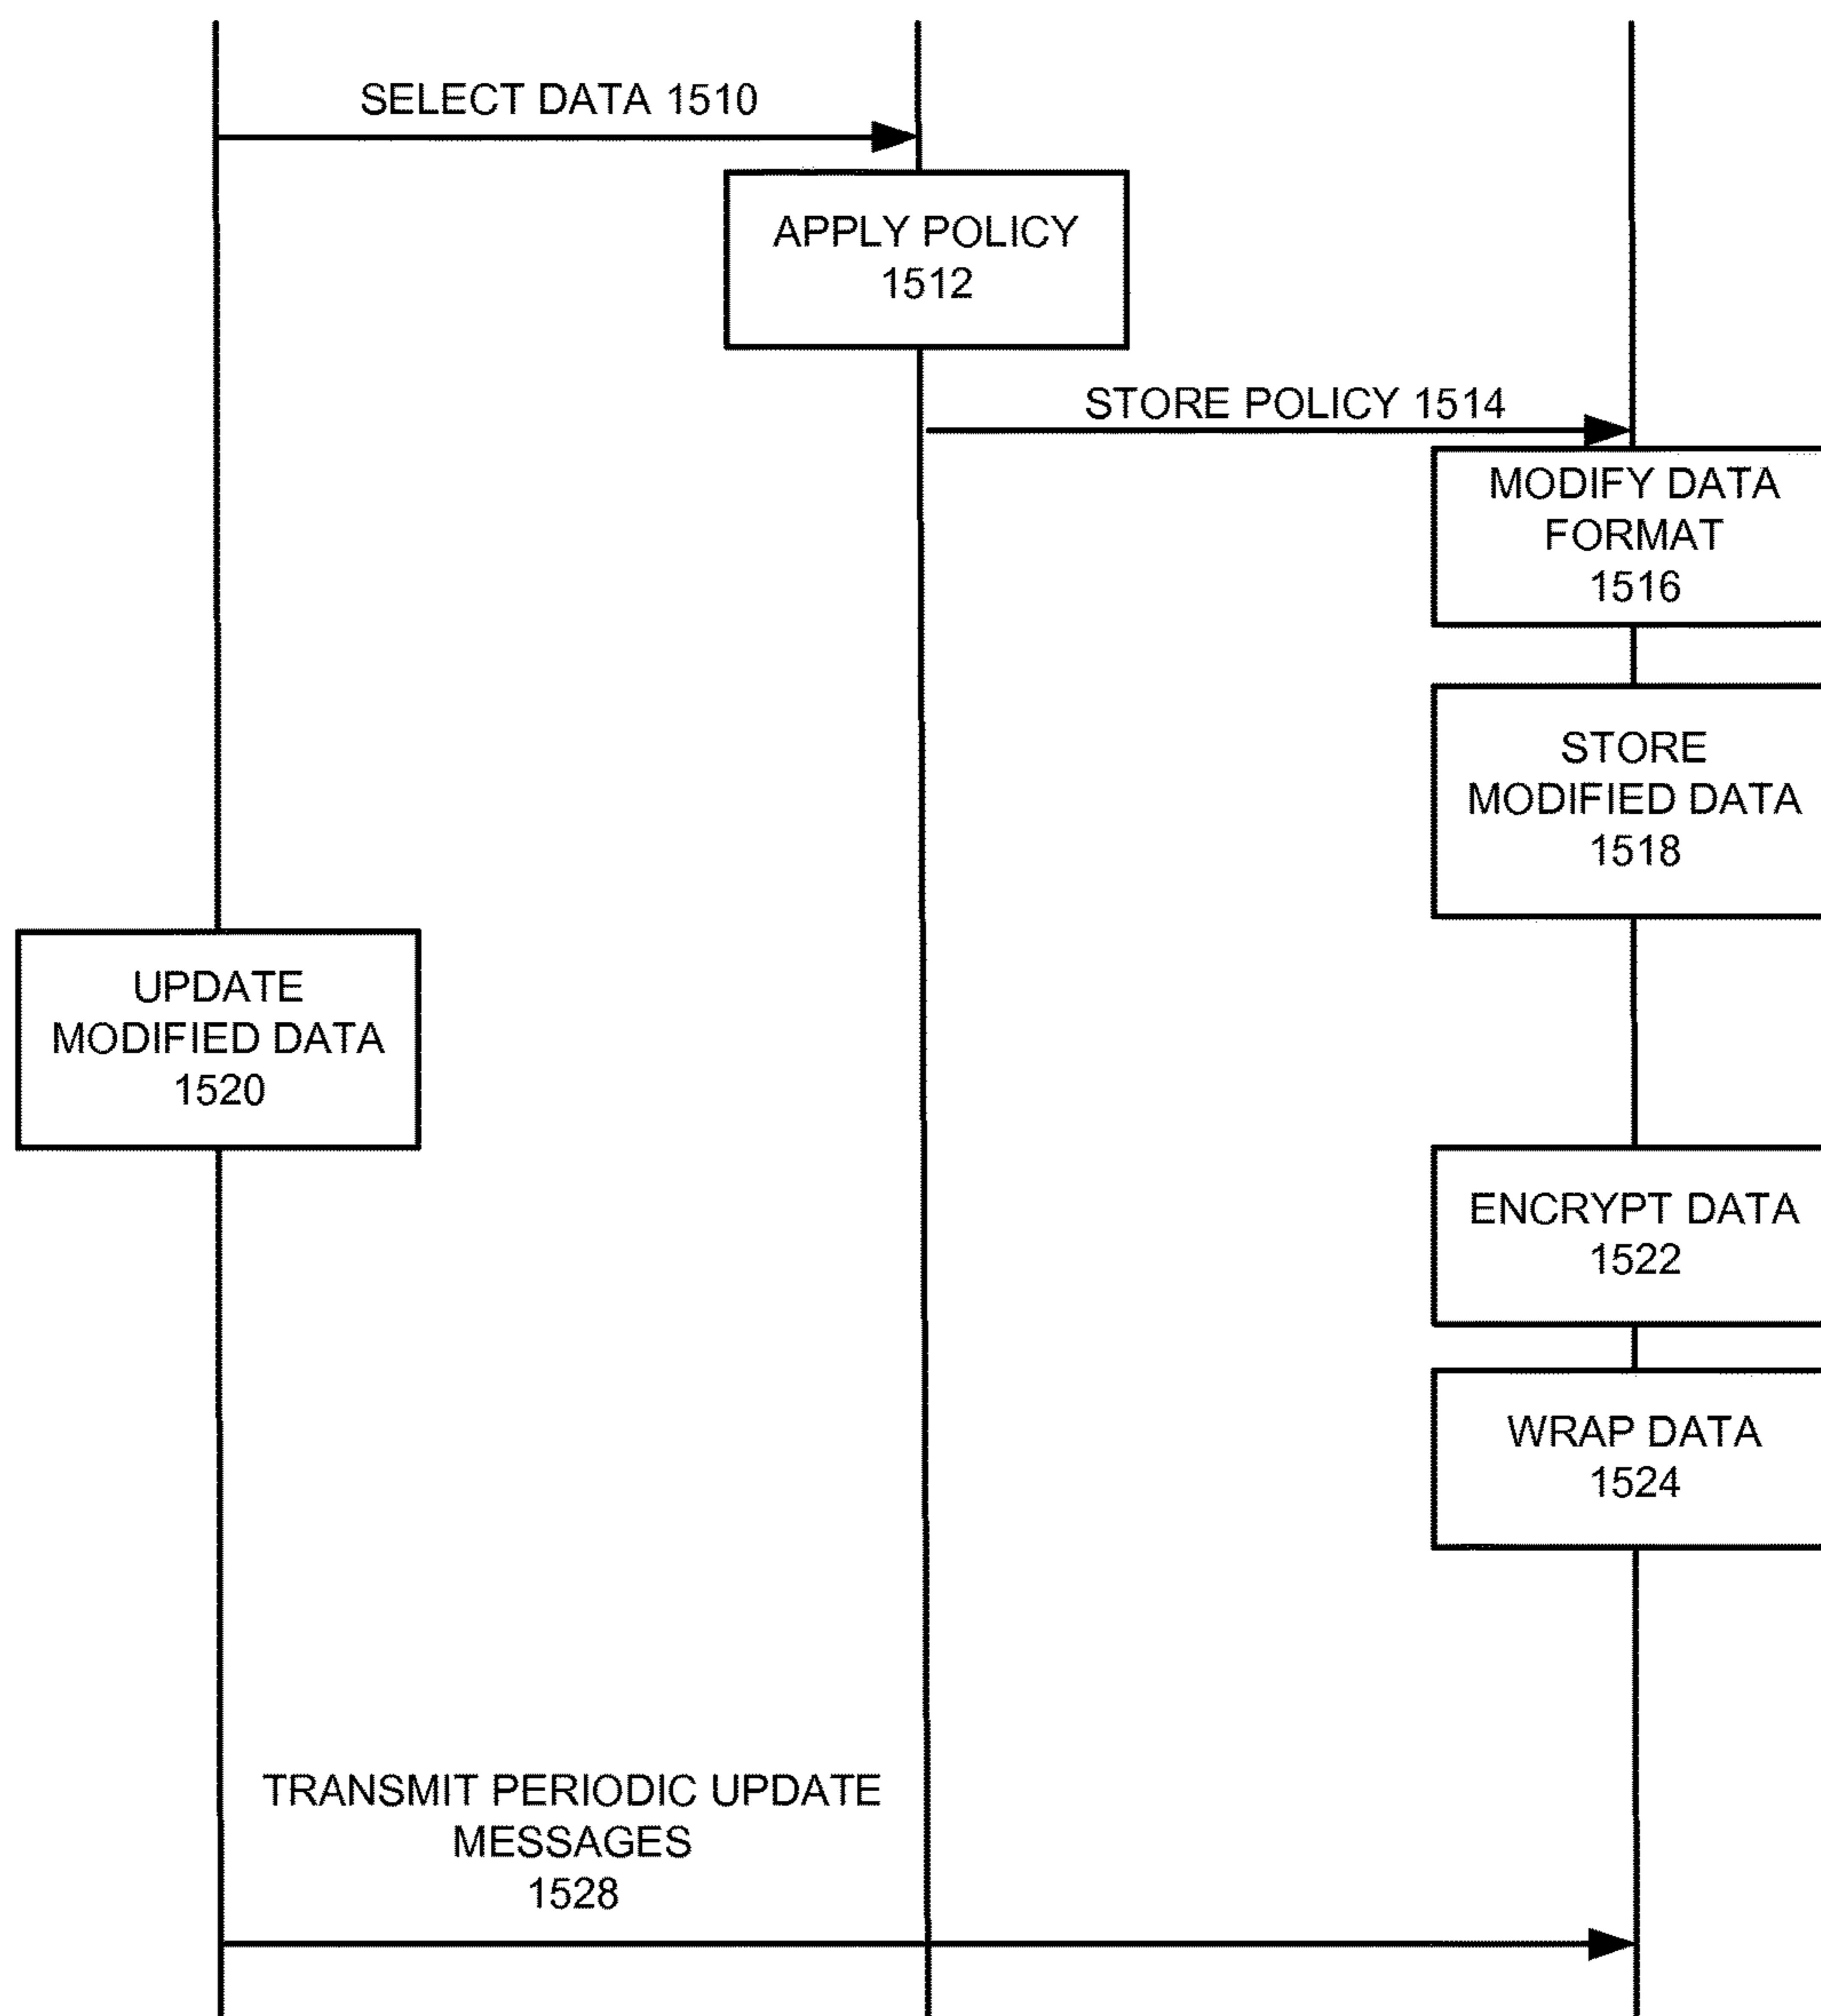 SELECT DATA 1510
APPLY POLICY
1512
STORE POLICY 1514
MODIFY DATA
FORMAT
1516
STORE
MODIFIED DATA
1518
UPDATE
MODIFIED DATA
1520
ENCRYPT DATA
1522
WRAP DATA
1524
TRANSMIT PERIODIC UPDATE
MESSAGES
1528